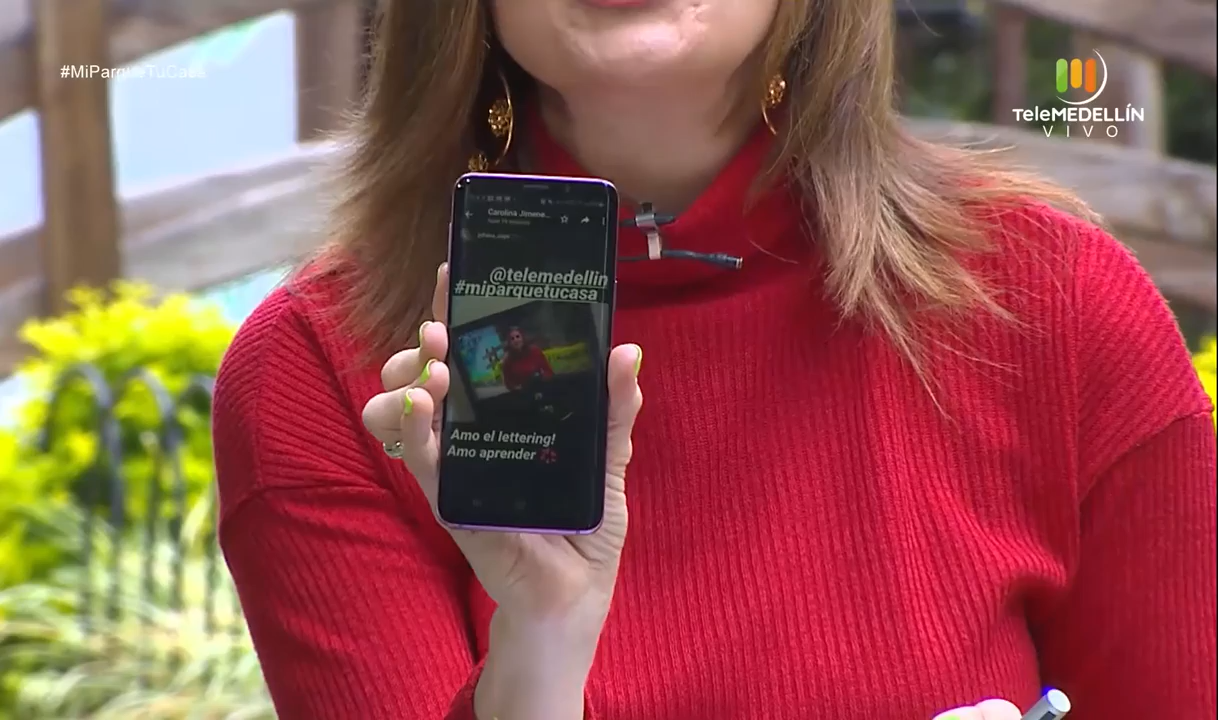 #MiParqueTuCasa
TeleMEDELLÍN
VIVO
Carolina Jimene...
@telemedellin
#miparquetucasa
Amo el lettering!
Amo aprender